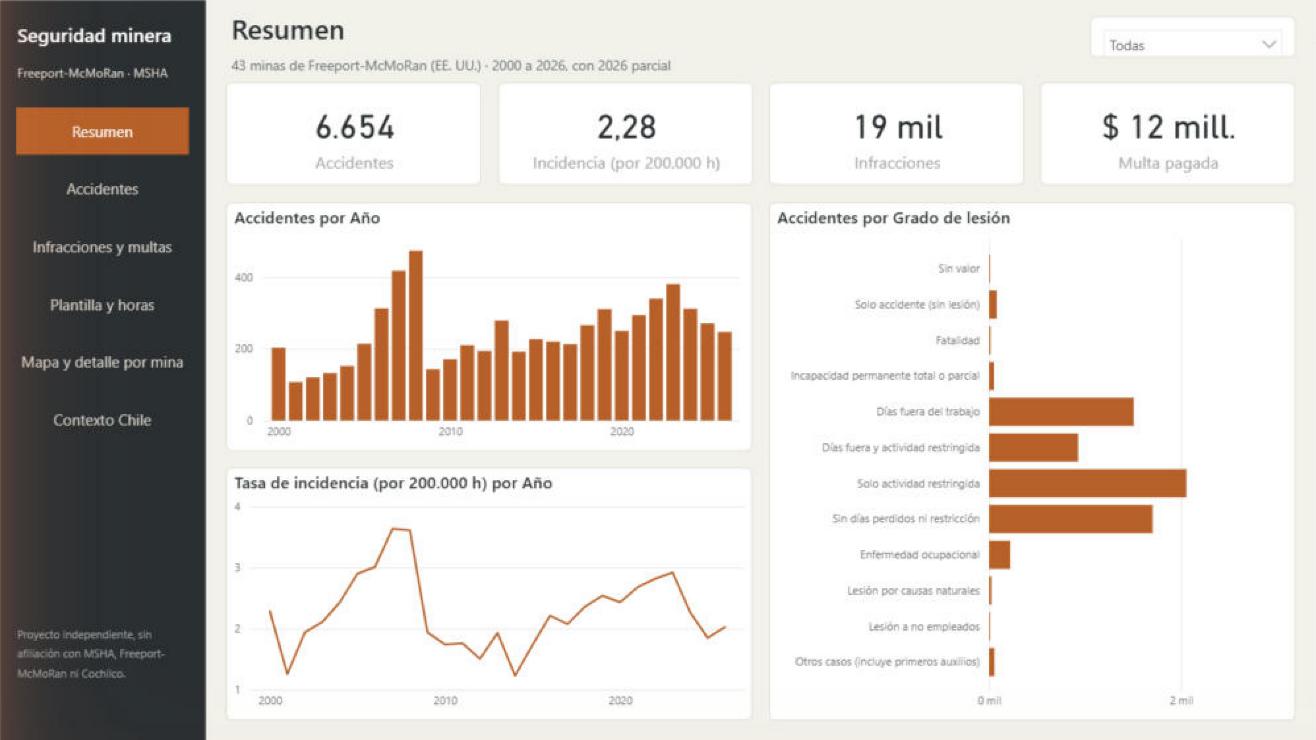 Seguridad minera
Freeport-McMoRan · MSHA
Resumen
Accidentes
Infracciones y multas
Plantilla y horas
Mapa y detalle por mina
Contexto Chile
Proyecto independiente, sin
afiliación con MSHA, Freeport-
McMoRan ni Cochilco.
Resumen
43 minas de Freeport-McMoRan (EE. UU.) · 2000 a 2026, con 2026 parcial
Todas
6.654
Accidentes
2,28
Incidencia (por 200.000 h)
19 mil
Infracciones
$ 12 mill.
Multa pagada
Accidentes por Año
400
200
0
2000
2010
2020
Tasa de incidencia (por 200.000 h) por Año
4
3
2
1
2000
2010
2020
Accidentes por Grado de lesión
Sin valor
Solo accidente (sin lesión)
Fatalidad
Incapacidad permanente total o parcial
Días fuera del trabajo
Días fuera y actividad restringida
Solo actividad restringida
Sin días perdidos ni restricción
Enfermedad ocupacional
Lesión por causas naturales
Lesión a no empleados
Otros casos (incluye primeros auxilios)
0 mil
2 mil